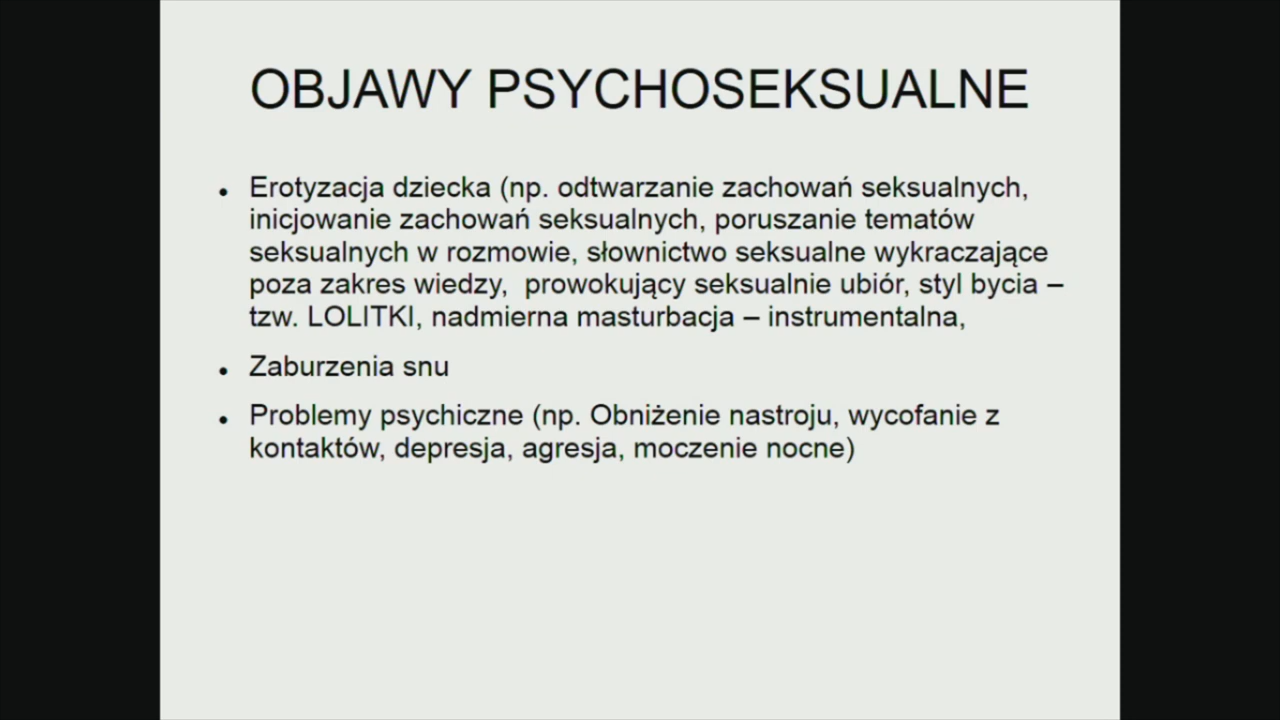 OBJAWY PSYCHOSEKSUALNE
• Erotyzacja dziecka (np. odtwarzanie zachowań seksualnych,
inicjowanie zachowań seksualnych, poruszanie tematów
seksualnych w rozmowie, słownictwo seksualne wykraczające
poza zakres wiedzy,  prowokujący seksualnie ubiór, styl bycia –
tzw. LOLITKI, nadmierna masturbacja – instrumentalna,
• Zaburzenia snu
• Problemy psychiczne (np. Obniżenie nastroju, wycofanie z
kontaktów, depresja, agresja, moczenie nocne)